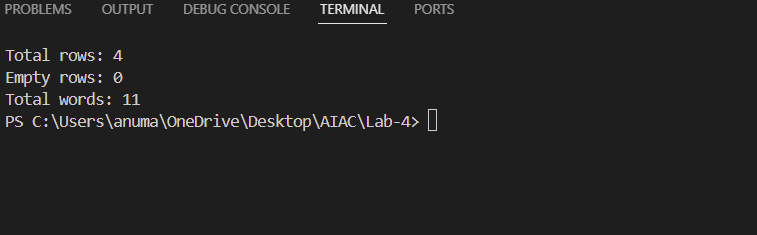 PROBLEMS OUTPUT DEBUG CONSOLE TERMINAL PORTS
Total rows: 4
Empty rows: 0
Total words: 11
PS C:\Users\anuma\OneDrive\Desktop\AIAC\Lab-4>